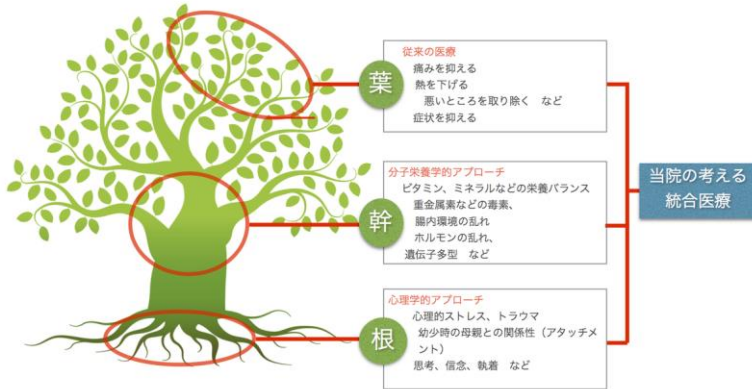 葉
従来の医療
痛みを抑える
熱を下げる
悪いところを取り除く など
症状を抑える
幹
分子栄養学的アプローチ
ビタミン、ミネラルなどの栄養バランス
重金属素などの毒素、
腸内環境の乱れ
ホルモンの乱れ、
遺伝子多型 など
根
心理学的アプローチ
心理的ストレス、トラウマ
幼少時の母親との関係性（アタッチメ
ント）
思考、信念、執着 など
当院の考える
統合医療